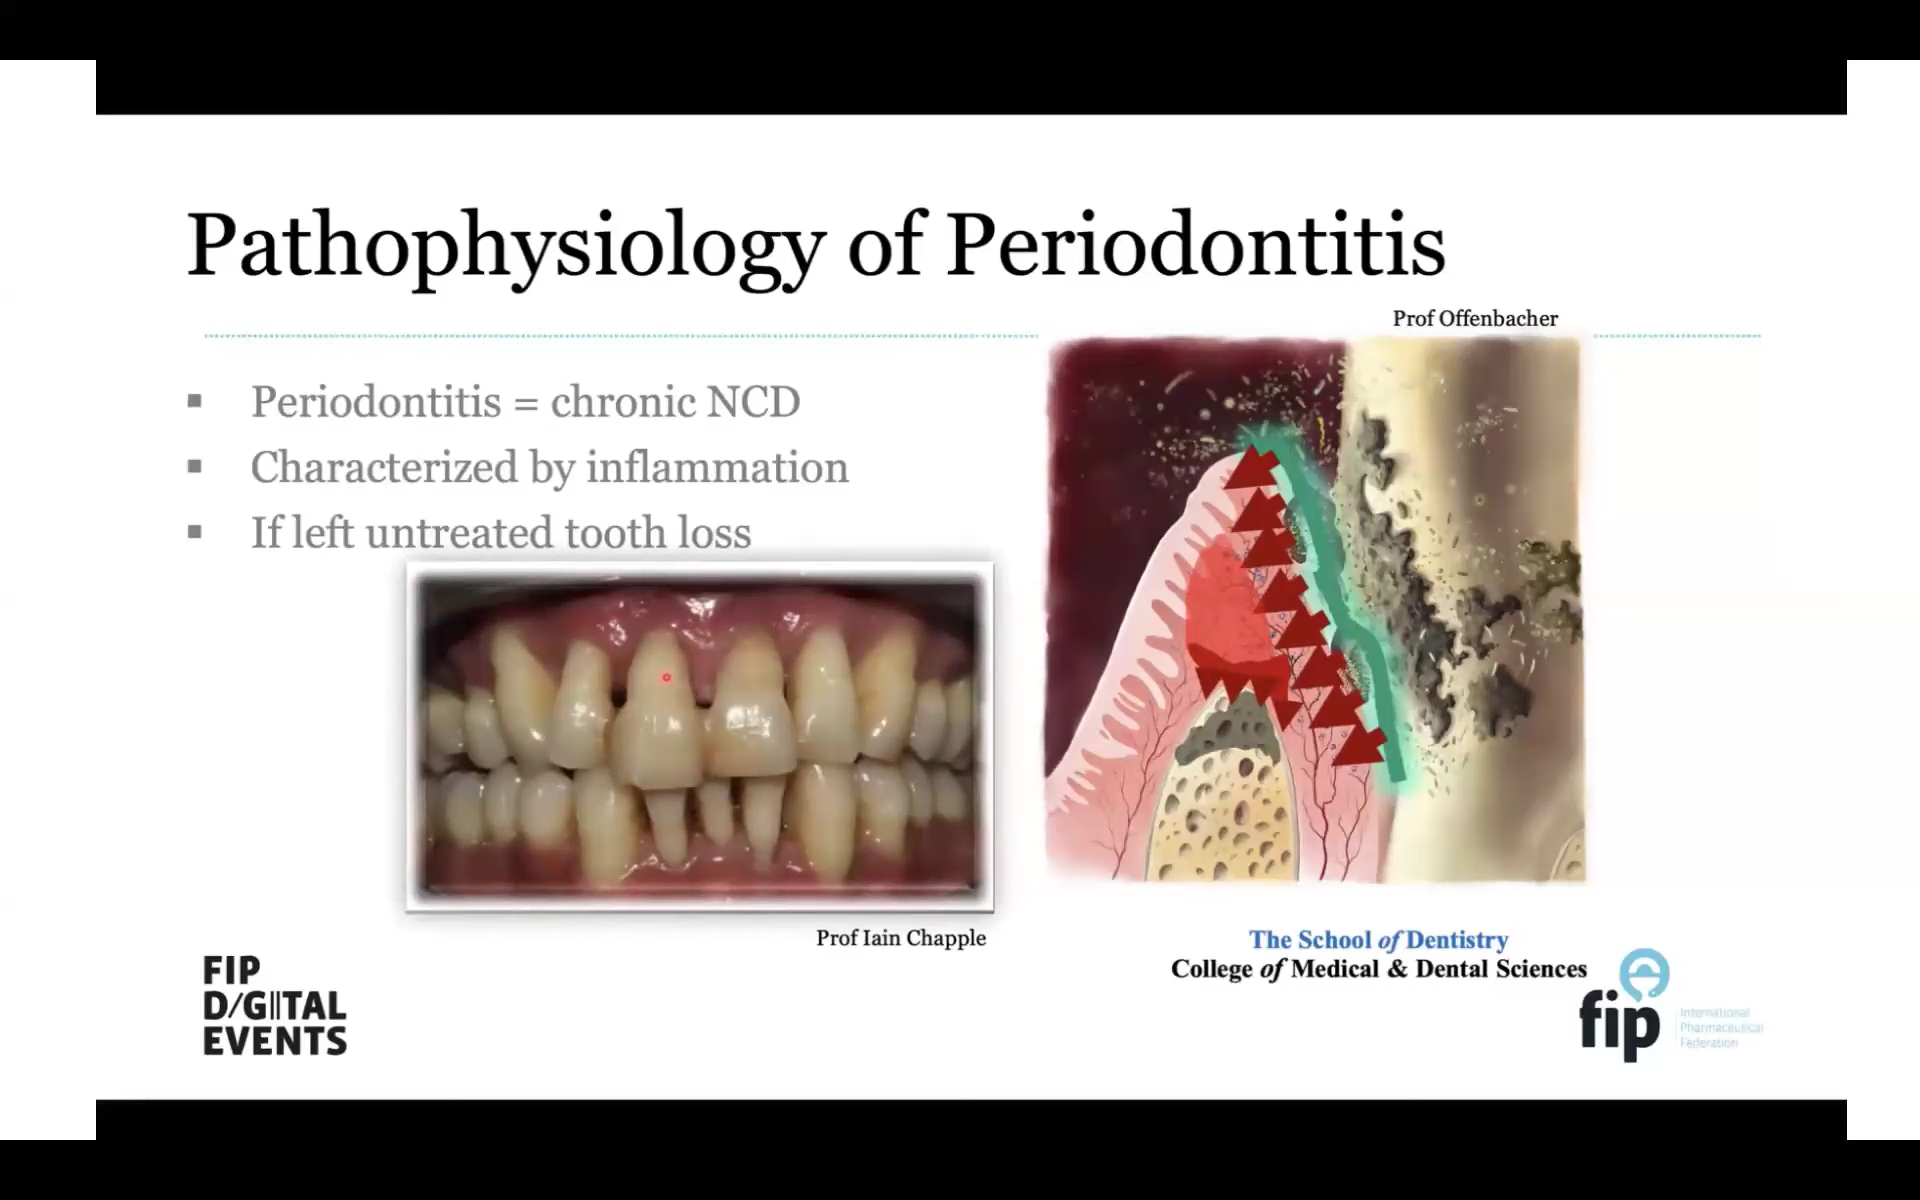 Pathophysiology of Periodontitis
Prof Offenbacher
▪ Periodontitis = chronic NCD
▪ Characterized by inflammation
▪ If left untreated tooth loss
Prof Iain Chapple
The School of Dentistry
College of Medical & Dental Sciences
FIP
D/GITAL
EVENTS
fip
International
Pharmaceutical
Federation